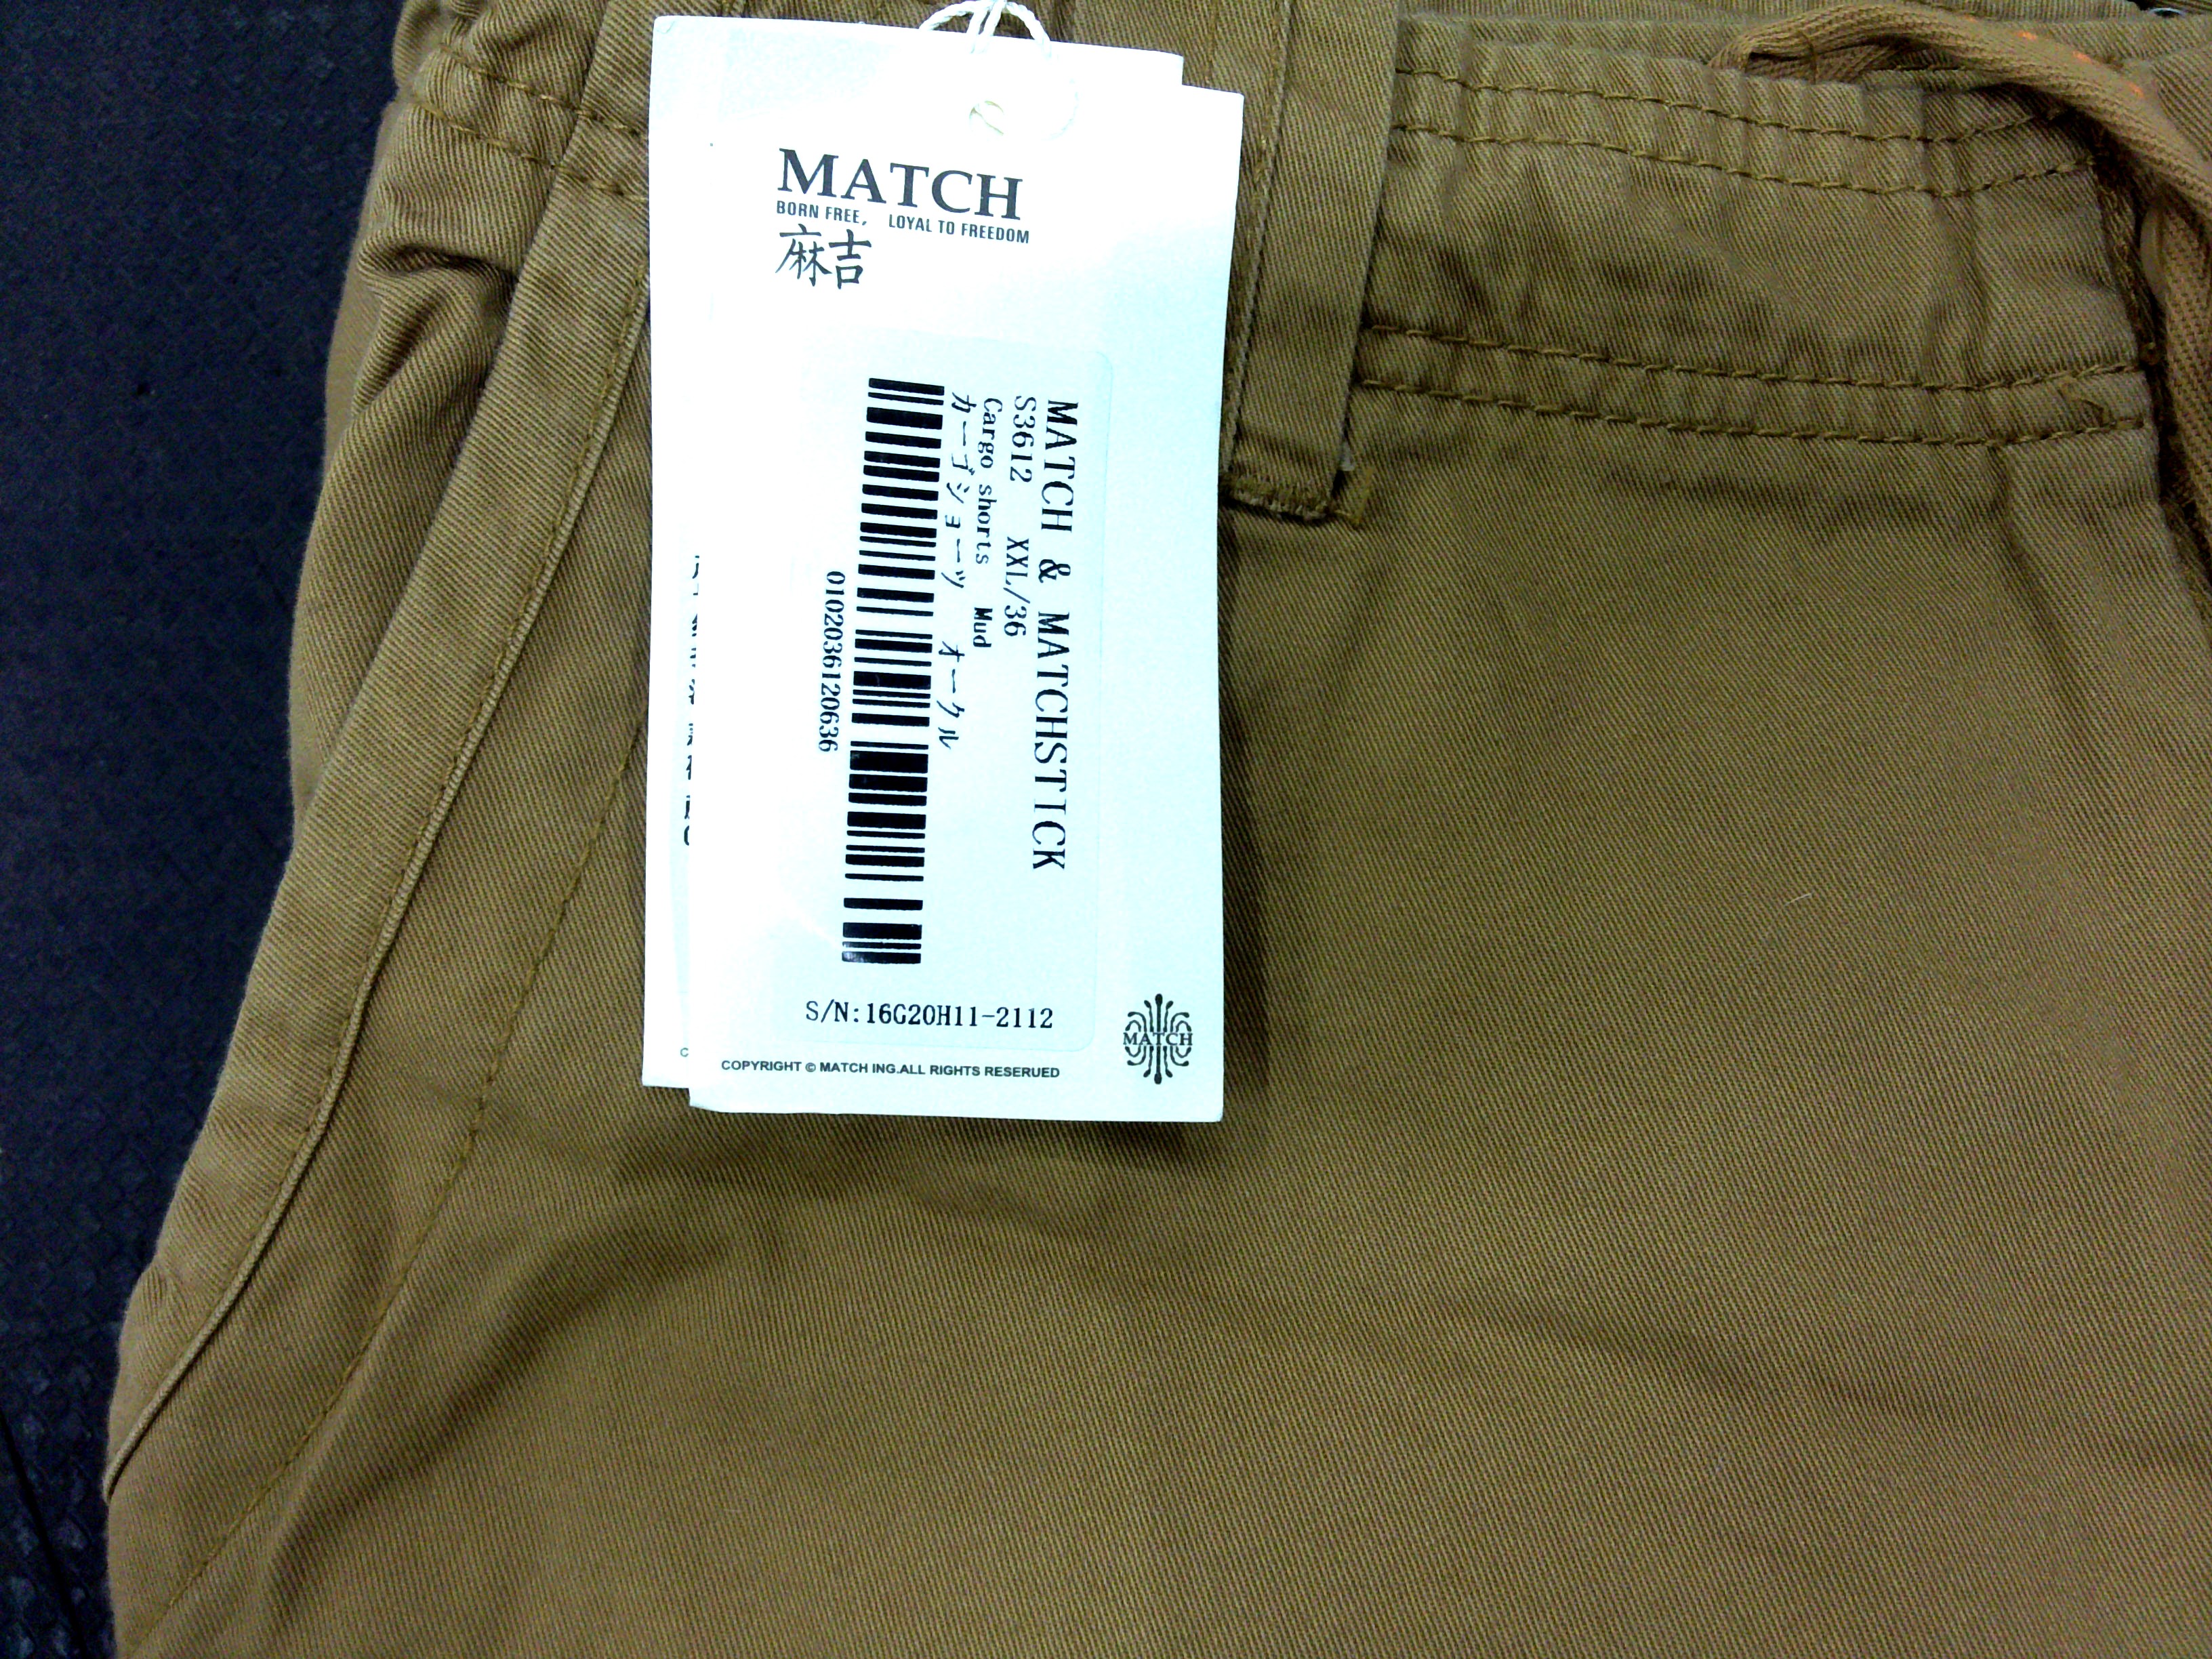 MATCH
BORN FREE, LOYAL TO FREEDOM
麻吉
MATCH & MATCHSTICK
S3612 XXL/36
Cargo shorts Mud
カーゴショーツ オークル
0102036120636
S/N:16G20H11-2112
COPYRIGHT © MATCH ING.ALL RIGHTS RESERUED
MATCH